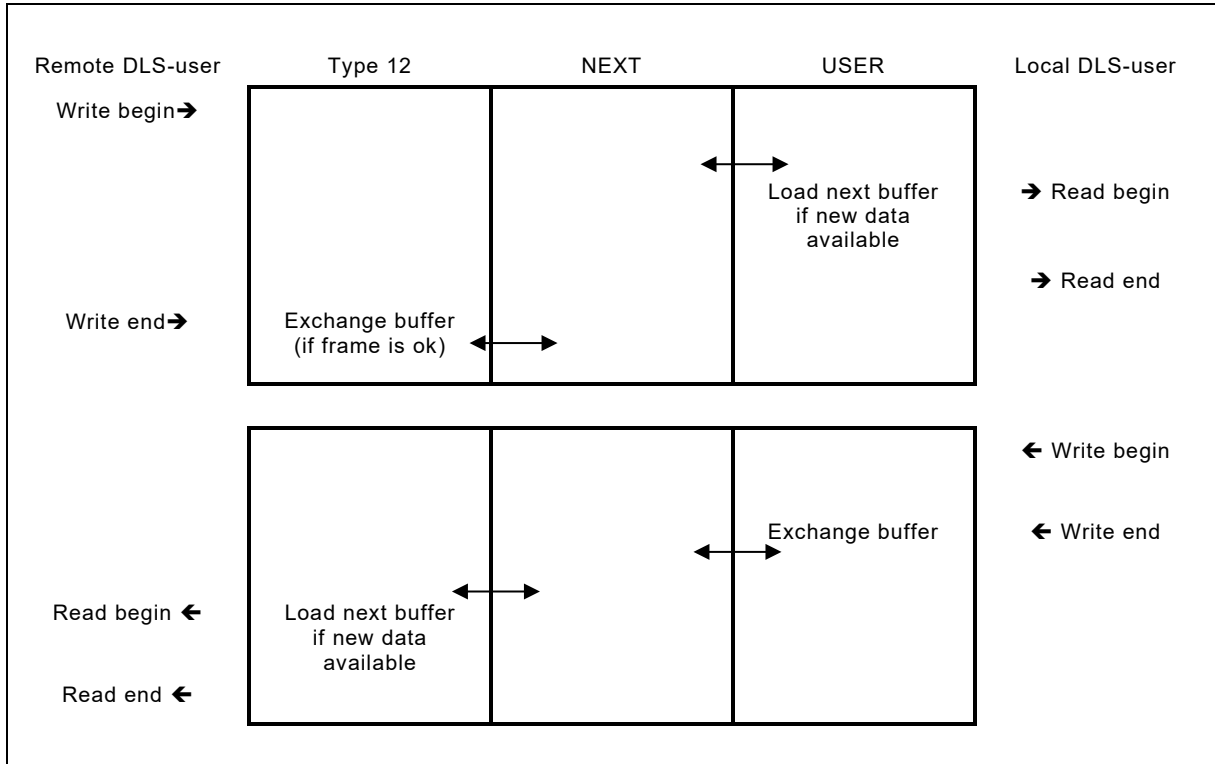 Remote DLS-user Type 12 NEXT USER Local DLS-user
Write begin➔
Load next buffer ➔ Read begin
if new data
available
➔ Read end
Write end➔ Exchange buffer
(if frame is ok)
🡸 Write begin
Exchange buffer 🡸 Write end
Read begin 🡸 Load next buffer
if new data
available
Read end 🡸